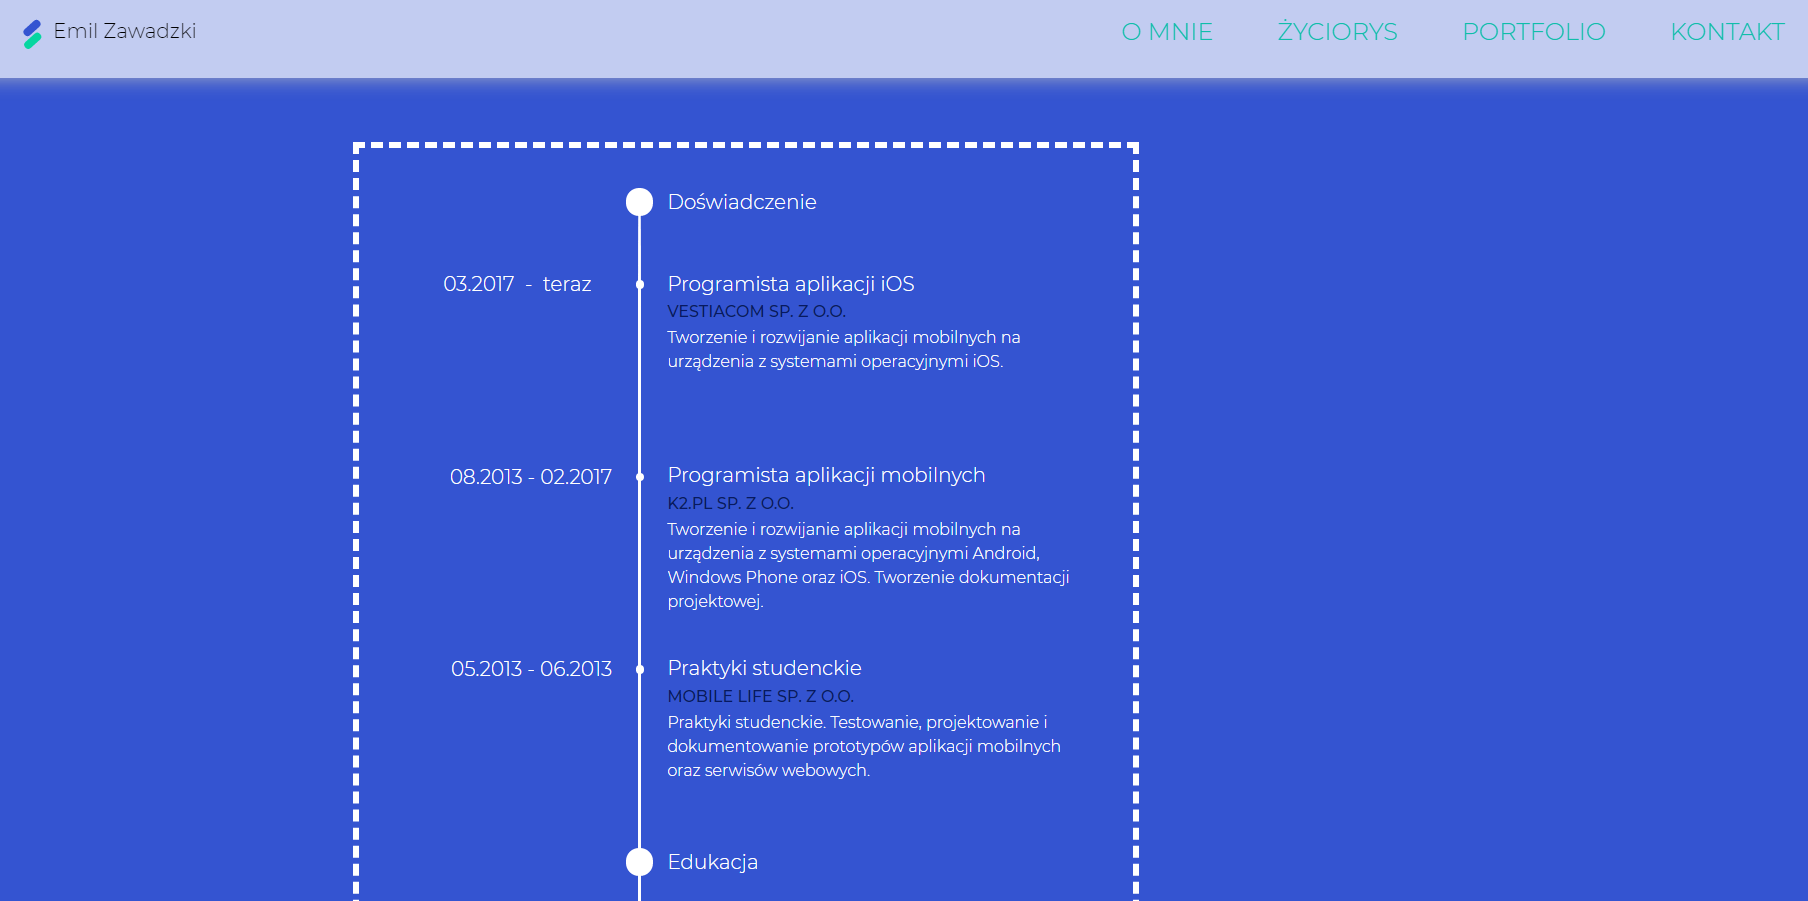 Emil Zawadzki
O MNIE
ŻYCIORYS
PORTFOLIO
KONTAKT
Doświadczenie
03.2017 - teraz
Programista aplikacji iOS
VESTIACOM SP. Z O.O.
Tworzenie i rozwijanie aplikacji mobilnych na
urządzenia z systemami operacyjnymi iOS.
08.2013 - 02.2017
Programista aplikacji mobilnych
K2.PL SP. Z O.O.
Tworzenie i rozwijanie aplikacji mobilnych na
urządzenia z systemami operacyjnymi Android,
Windows Phone oraz iOS. Tworzenie dokumentacji
projektowej.
05.2013 - 06.2013
Praktyki studenckie
MOBILE LIFE SP. Z O.O.
Praktyki studenckie. Testowanie, projektowanie i
dokumentowanie prototypów aplikacji mobilnych
oraz serwisów webowych.
Edukacja